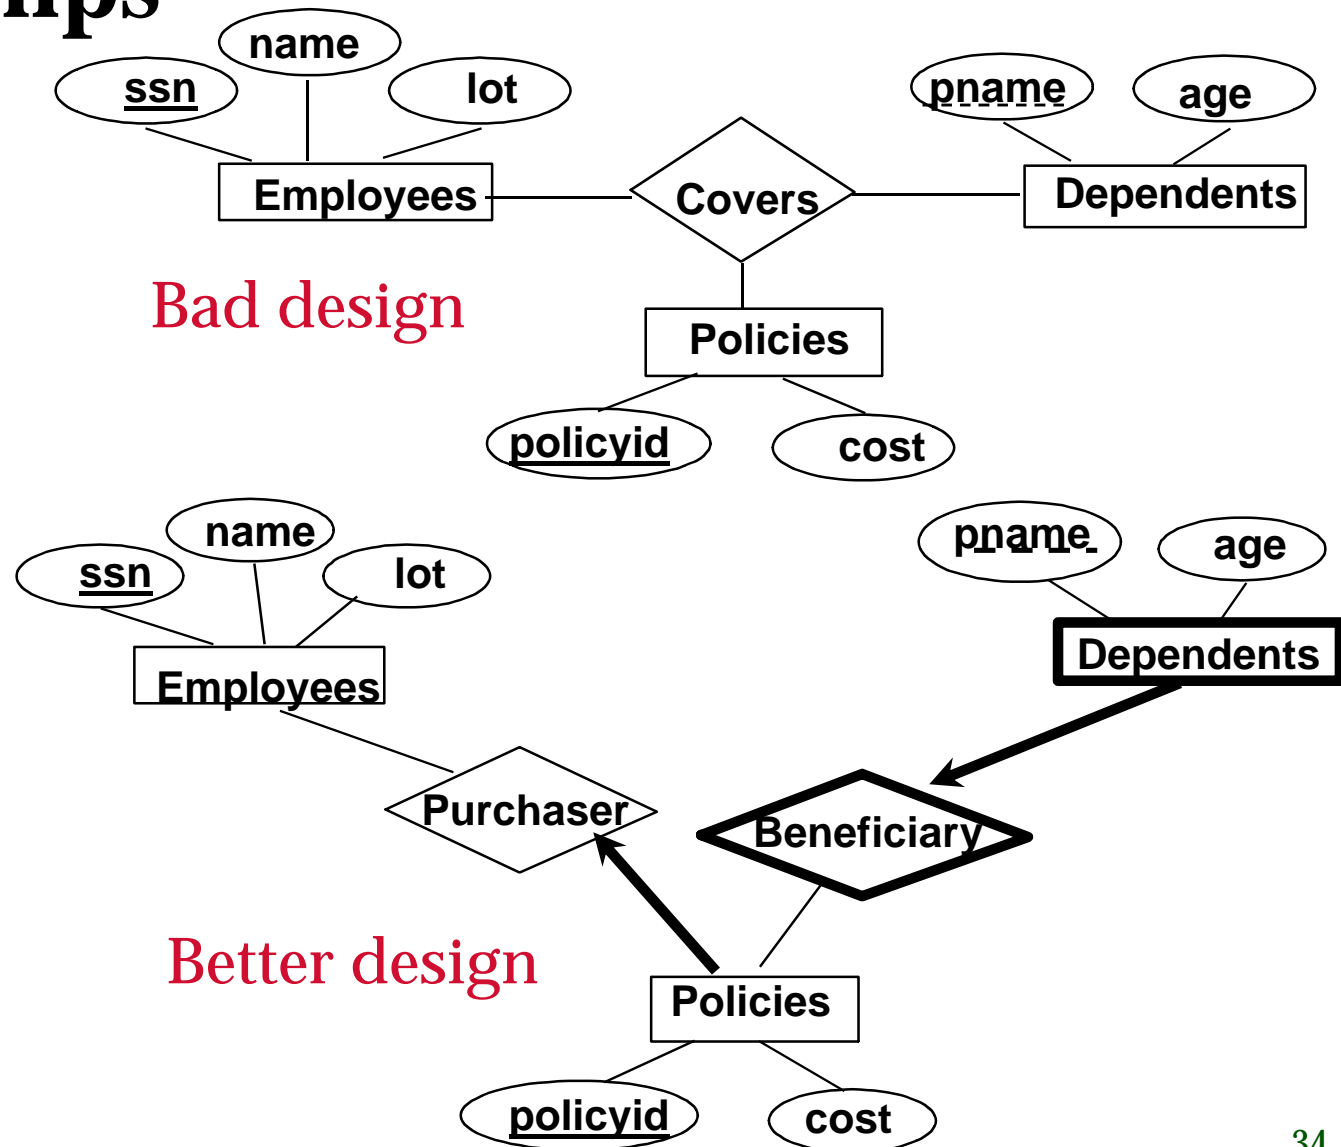 name
ssn
lot
pname
age
Employees
Covers
Dependents
Bad design
Policies
policyid
cost
name
ssn
lot
pname
age
Employees
Dependents
Purchaser
Beneficiary
Better design
Policies
policyid
cost
34